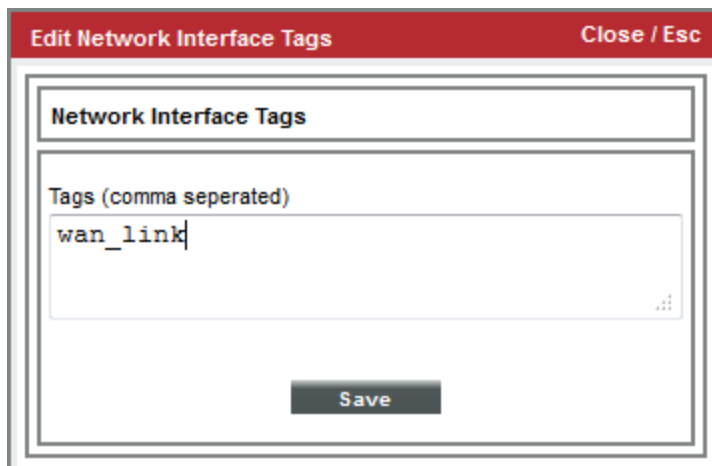 Edit Network Interface Tags Close / Esc
Network Interface Tags
Tags (comma seperated)
wan_link
Save